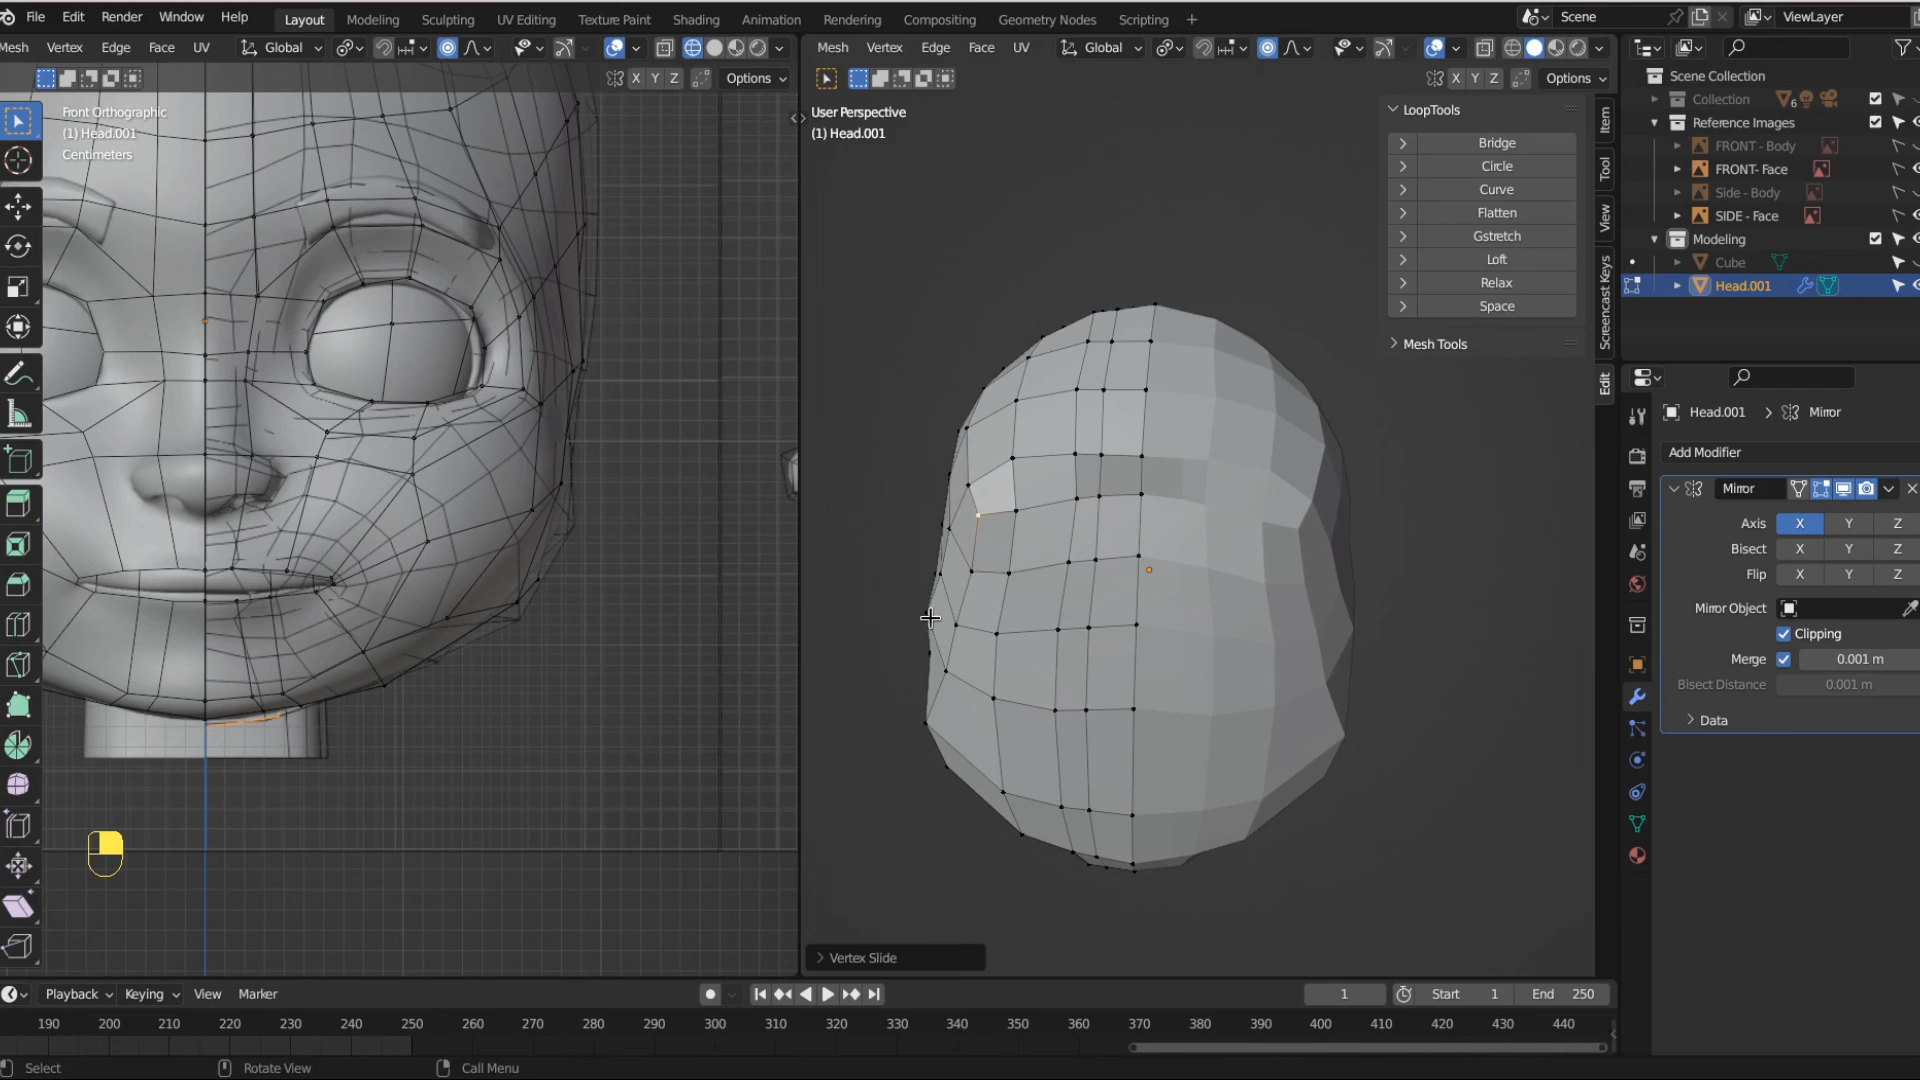 File Edit Render Window Help Layout Modeling Sculpting UV Editing Texture Paint Shading Animation Rendering Compositing Geometry Nodes Scripting + Scene ViewLayer
Mesh Vertex Edge Face UV Global
Mesh Vertex Edge Face UV Global
X Y Z Options
X Y Z Options
Front Orthographic
(1) Head.001
Centimeters
User Perspective
(1) Head.001
LoopTools
Bridge
Circle
Curve
Flatten
Gstretch
Loft
Relax
Space
Mesh Tools
Item
Tool
View
Screencast Keys
Edit
Scene Collection
Collection 6
Reference Images
FRONT - Body
FRONT- Face
Side - Body
SIDE - Face
Modeling
Cube
Head.001
Head.001 > Mirror
Add Modifier
Mirror
Axis X Y Z
Bisect X Y Z
Flip X Y Z
Mirror Object
Clipping
Merge 0.001 m
Bisect Distance 0.001 m
Data
Vertex Slide
Playback Keying View Marker 1 Start 1 End 250
190 200 210 220 230 240 250 260 270 280 290 300 310 320 330 340 350 360 370 380 390 400 410 420 430 440
Select Rotate View Call Menu